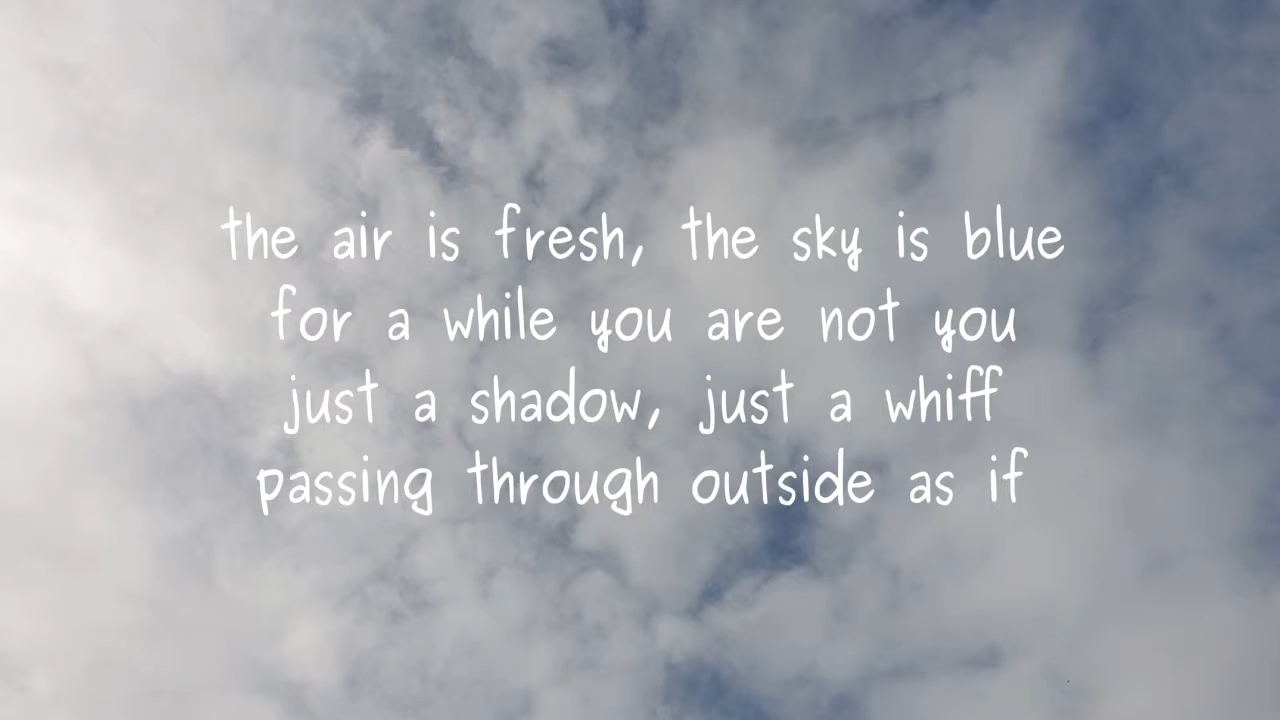 the air is fresh, the sky is blue
for a while you are not you
just a shadow, just a whiff
passing through outside as if